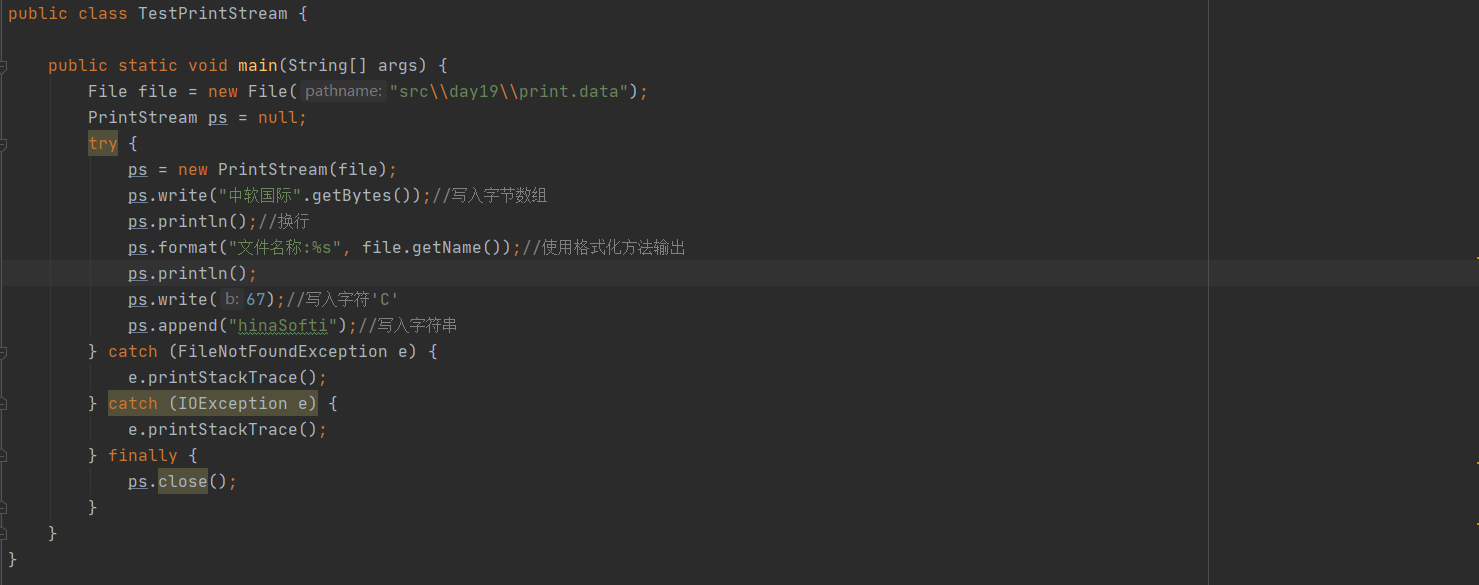 public class TestPrintStream {
public static void main(String[] args) {
File file = new File( pathname: "src\\day19\\print.data");
PrintStream ps = null;
try {
ps = new PrintStream(file);
ps.write("中软国际".getBytes());//写入字节数组
ps.println();//换行
ps.format("文件名称:%s", file.getName());//使用格式化方法输出
ps.println();
ps.write( b: 67);//写入字符'C'
ps.append("hinaSofti");//写入字符串
} catch (FileNotFoundException e) {
e.printStackTrace();
} catch (IOException e) {
e.printStackTrace();
} finally {
ps.close();
}
}
}